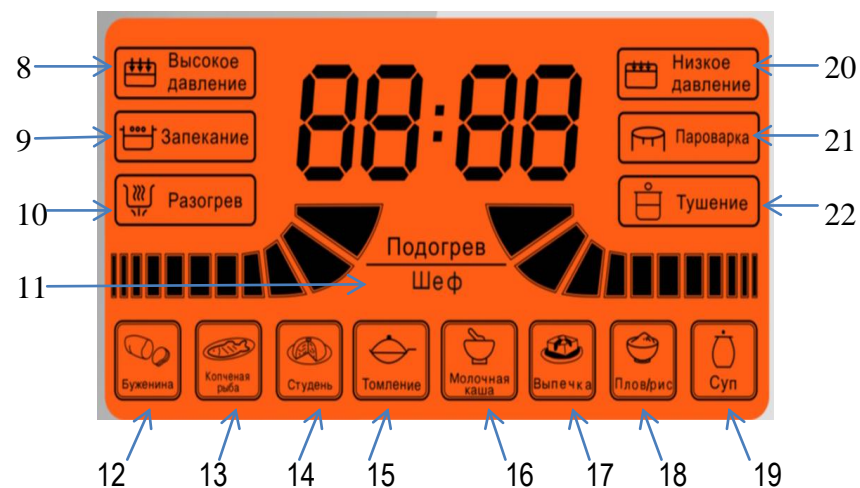 8
Высокое
давление
88:88
Низкое
давление
20
9
Запекание
Пароварка
21
10
Разогрев
Тушение
22
Подогрев
11
Шеф
Буженина
Копченая
рыба
Студень
Томление
Молочная
каша
Выпечка
Плов/рис
Суп
12
13
14
15
16
17
18
19